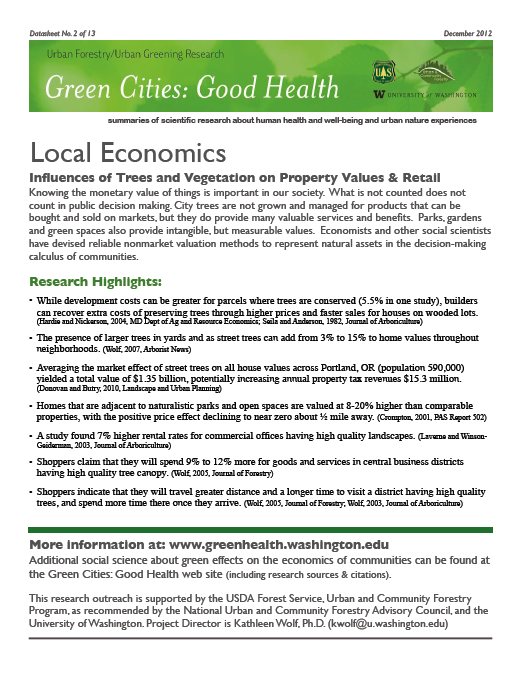 Datasheet No. 2 of 13
December 2012
Urban Forestry/Urban Greening Research
Green Cities: Good Health
UAS
W UNIVERSITY of WASHINGTON
summaries of scientific research about human health and well-being and urban nature experiences
Local Economics
Influences of Trees and Vegetation on Property Values & Retail
Knowing the monetary value of things is important in our society. What is not counted does not
count in public decision making. City trees are not grown and managed for products that can be
bought and sold on markets, but they do provide many valuable services and benefits. Parks, gardens
and green spaces also provide intangible, but measurable values. Economists and other social scientists
have devised reliable nonmarket valuation methods to represent natural assets in the decision-making
calculus of communities.
Research Highlights:
• While development costs can be greater for parcels where trees are conserved (5.5% in one study), builders
can recover extra costs of preserving trees through higher prices and faster sales for houses on wooded lots.
(Hardie and Nickerson, 2004, MD Dept of Ag and Resource Economics; Seila and Anderson, 1982, Journal of Arboriculture)
• The presence of larger trees in yards and as street trees can add from 3% to 15% to home values throughout
neighborhoods. (Wolf, 2007, Arborist News)
• Averaging the market effect of street trees on all house values across Portland, OR (population 590,000)
yielded a total value of $1.35 billion, potentially increasing annual property tax revenues $15.3 million.
(Donovan and Butry, 2010, Landscape and Urban Planning)
• Homes that are adjacent to naturalistic parks and open spaces are valued at 8-20% higher than comparable
properties, with the positive price effect declining to near zero about ½ mile away. (Crompton, 2001, PAS Report 502)
• A study found 7% higher rental rates for commercial offices having high quality landscapes. (Laverne and Winson-
Geiderman, 2003, Journal of Arboriculture)
• Shoppers claim that they will spend 9% to 12% more for goods and services in central business districts
having high quality tree canopy. (Wolf, 2005, Journal of Forestry)
• Shoppers indicate that they will travel greater distance and a longer time to visit a district having high quality
trees, and spend more time there once they arrive. (Wolf, 2005, Journal of Forestry; Wolf, 2003, Journal of Arboriculture)
More information at: www.greenhealth.washington.edu
Additional social science about green effects on the economics of communities can be found at
the Green Cities: Good Health web site (including research sources & citations).
This research outreach is supported by the USDA Forest Service, Urban and Community Forestry
Program, as recommended by the National Urban and Community Forestry Advisory Council, and the
University of Washington. Project Director is Kathleen Wolf, Ph.D. (kwolf@u.washington.edu)